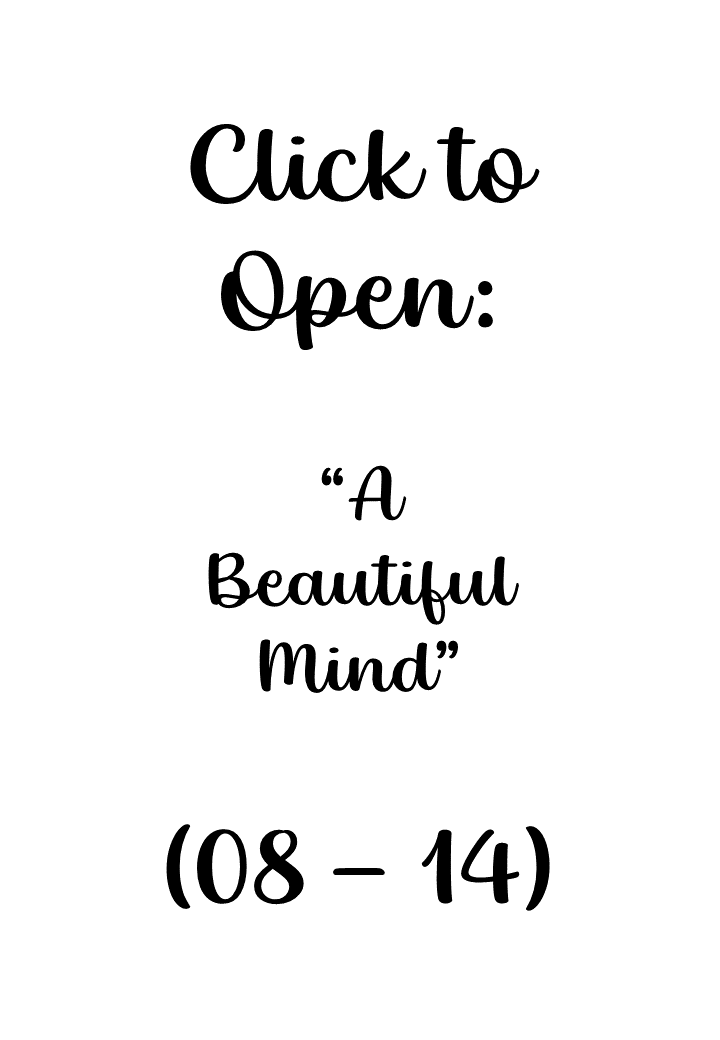 Click to
Open:
“A
Beautiful
Mind”
(08 – 14)